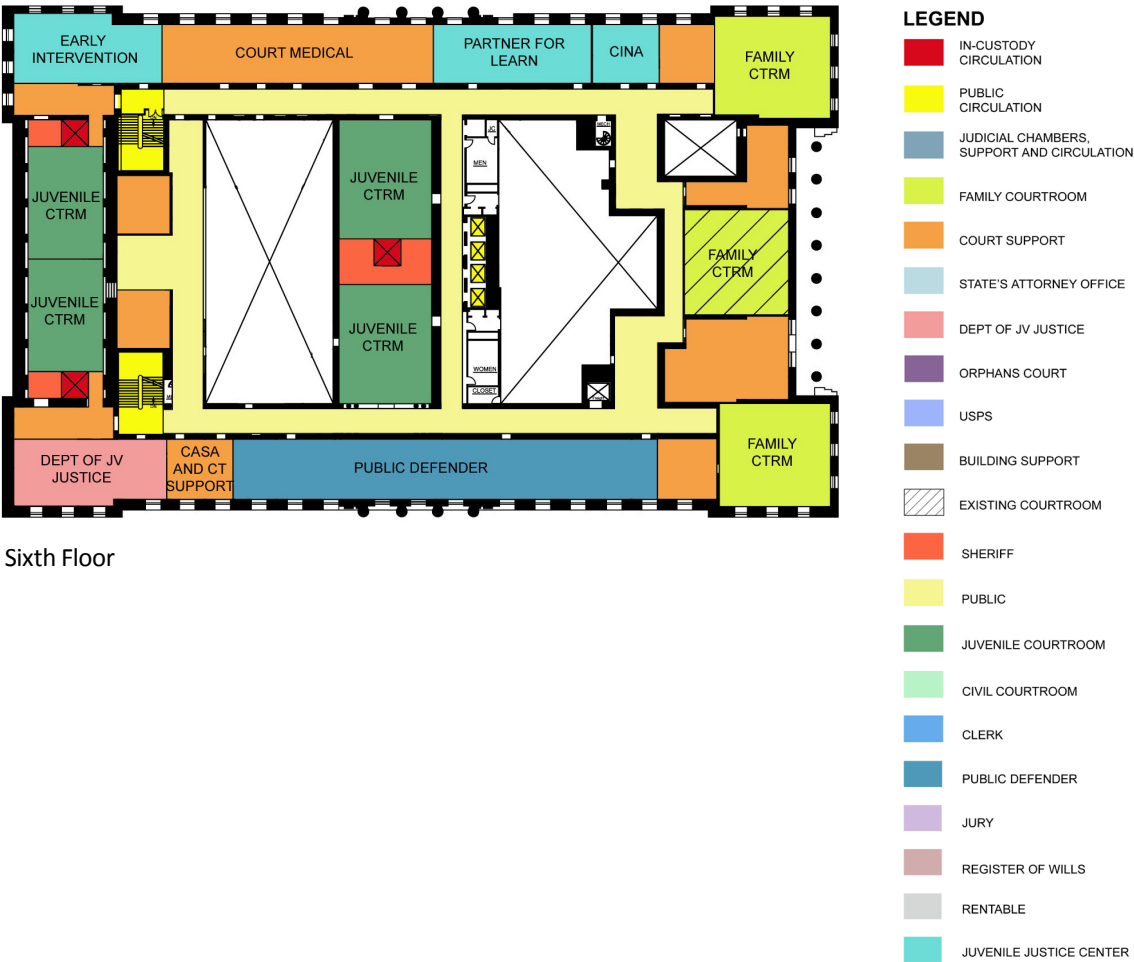 EARLY
INTERVENTION
COURT MEDICAL
PARTNER FOR
LEARN
CINA
FAMILY
CTRM
JUVENILE
CTRM
JUVENILE
CTRM
JUVENILE
CTRM
JUVENILE
CTRM
JC
MEN
MECH
WOMEN
CLOSET
FAMILY
CTRM
FAMILY
CTRM
DEPT OF JV
JUSTICE
CASA
AND CT
SUPPORT
PUBLIC DEFENDER
Sixth Floor
LEGEND
IN-CUSTODY
CIRCULATION
PUBLIC
CIRCULATION
JUDICIAL CHAMBERS,
SUPPORT AND CIRCULATION
FAMILY COURTROOM
COURT SUPPORT
STATE'S ATTORNEY OFFICE
DEPT OF JV JUSTICE
ORPHANS COURT
USPS
BUILDING SUPPORT
EXISTING COURTROOM
SHERIFF
PUBLIC
JUVENILE COURTROOM
CIVIL COURTROOM
CLERK
PUBLIC DEFENDER
JURY
REGISTER OF WILLS
RENTABLE
JUVENILE JUSTICE CENTER